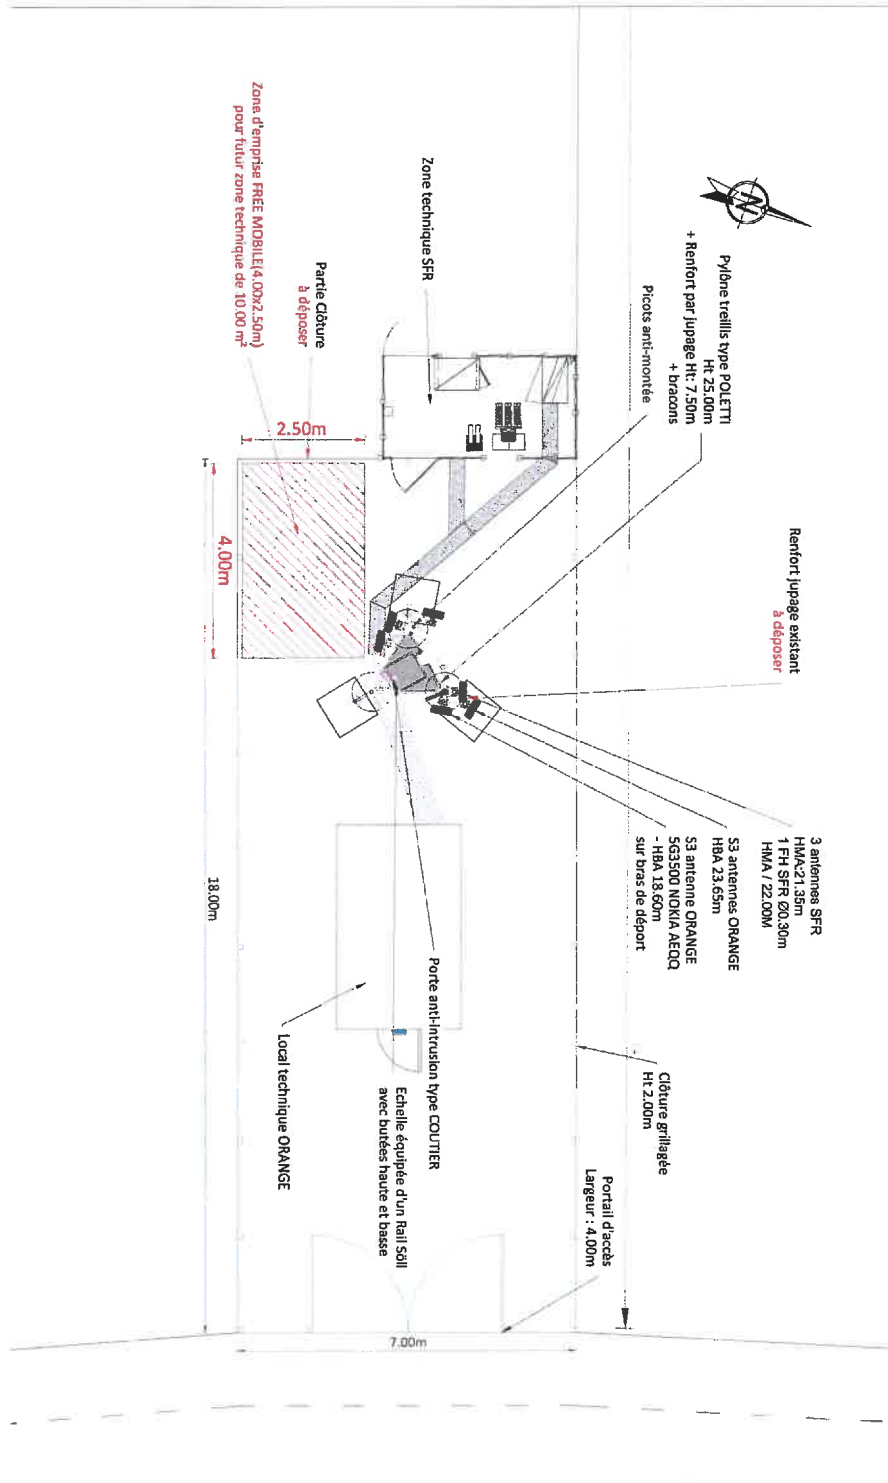 Zone d'emprise FREE MOBILE(4.00x2.50m)
pour futur zone technique de 10.00 m²
Partie Clôture
à déposer
Zone technique SFR
2.50m
4.00m
N
Pylône treillis type POLETTI
Ht 25.00m
+ Renfort par jupage Ht: 7.50m
+ bracons
Picots anti-montée
Renfort jupage existant
à déposer
3 antennes SFR
HMA:21.35m
1 FH SFR Ø0.30m
HMA / 22.00M
S3 antennes ORANGE
HBA 23.65m
S3 antenne ORANGE
5G3500 NOKIA AEQQ
- HBA 18.60m
sur bras de déport
Clôture grillagée
Ht 2.00m
Portail d'accès
Largeur : 4.00m
Porte anti-intrusion type COUTIER
Echelle équipée d'un Rail Söll
avec butées haute et basse
Local technique ORANGE
18.00m
7.00m